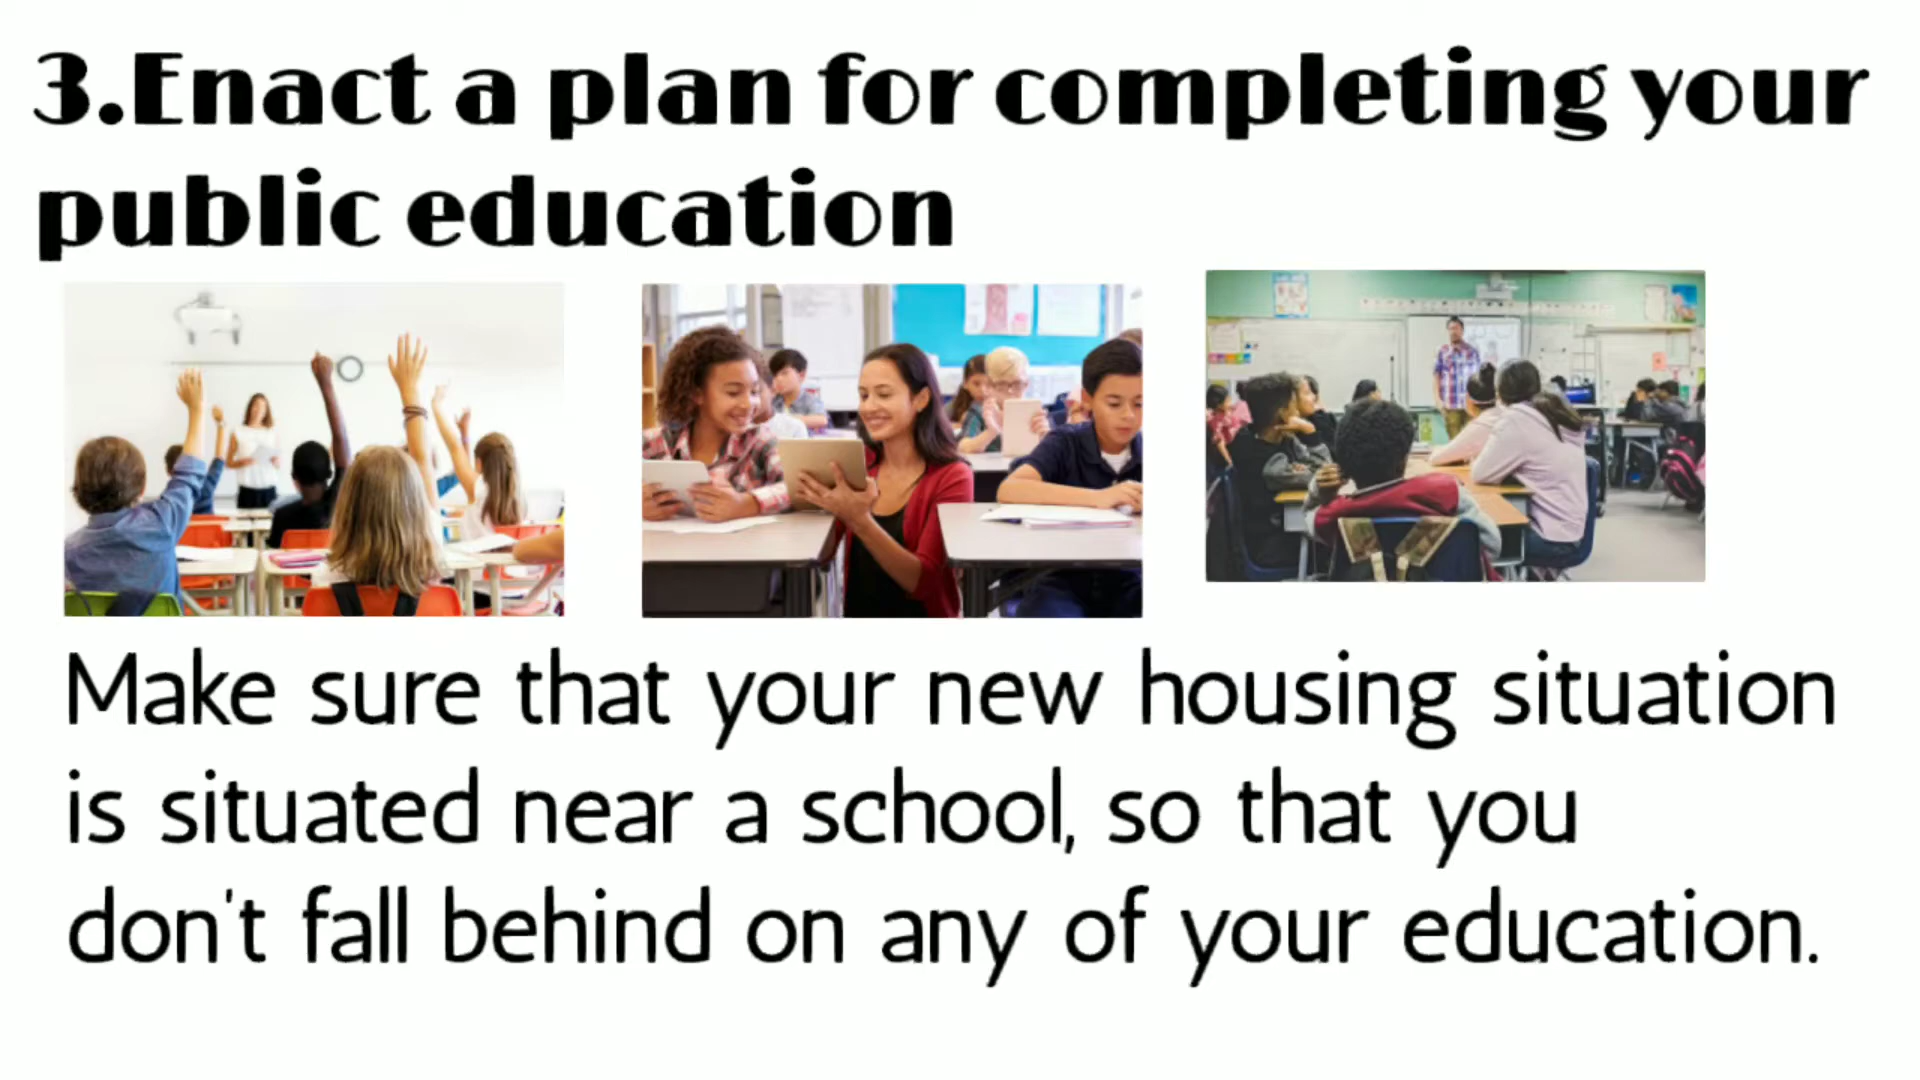 3.Enact a plan for completing your
public education
Make sure that your new housing situation
is situated near a school, so that you
don't fall behind on any of your education.